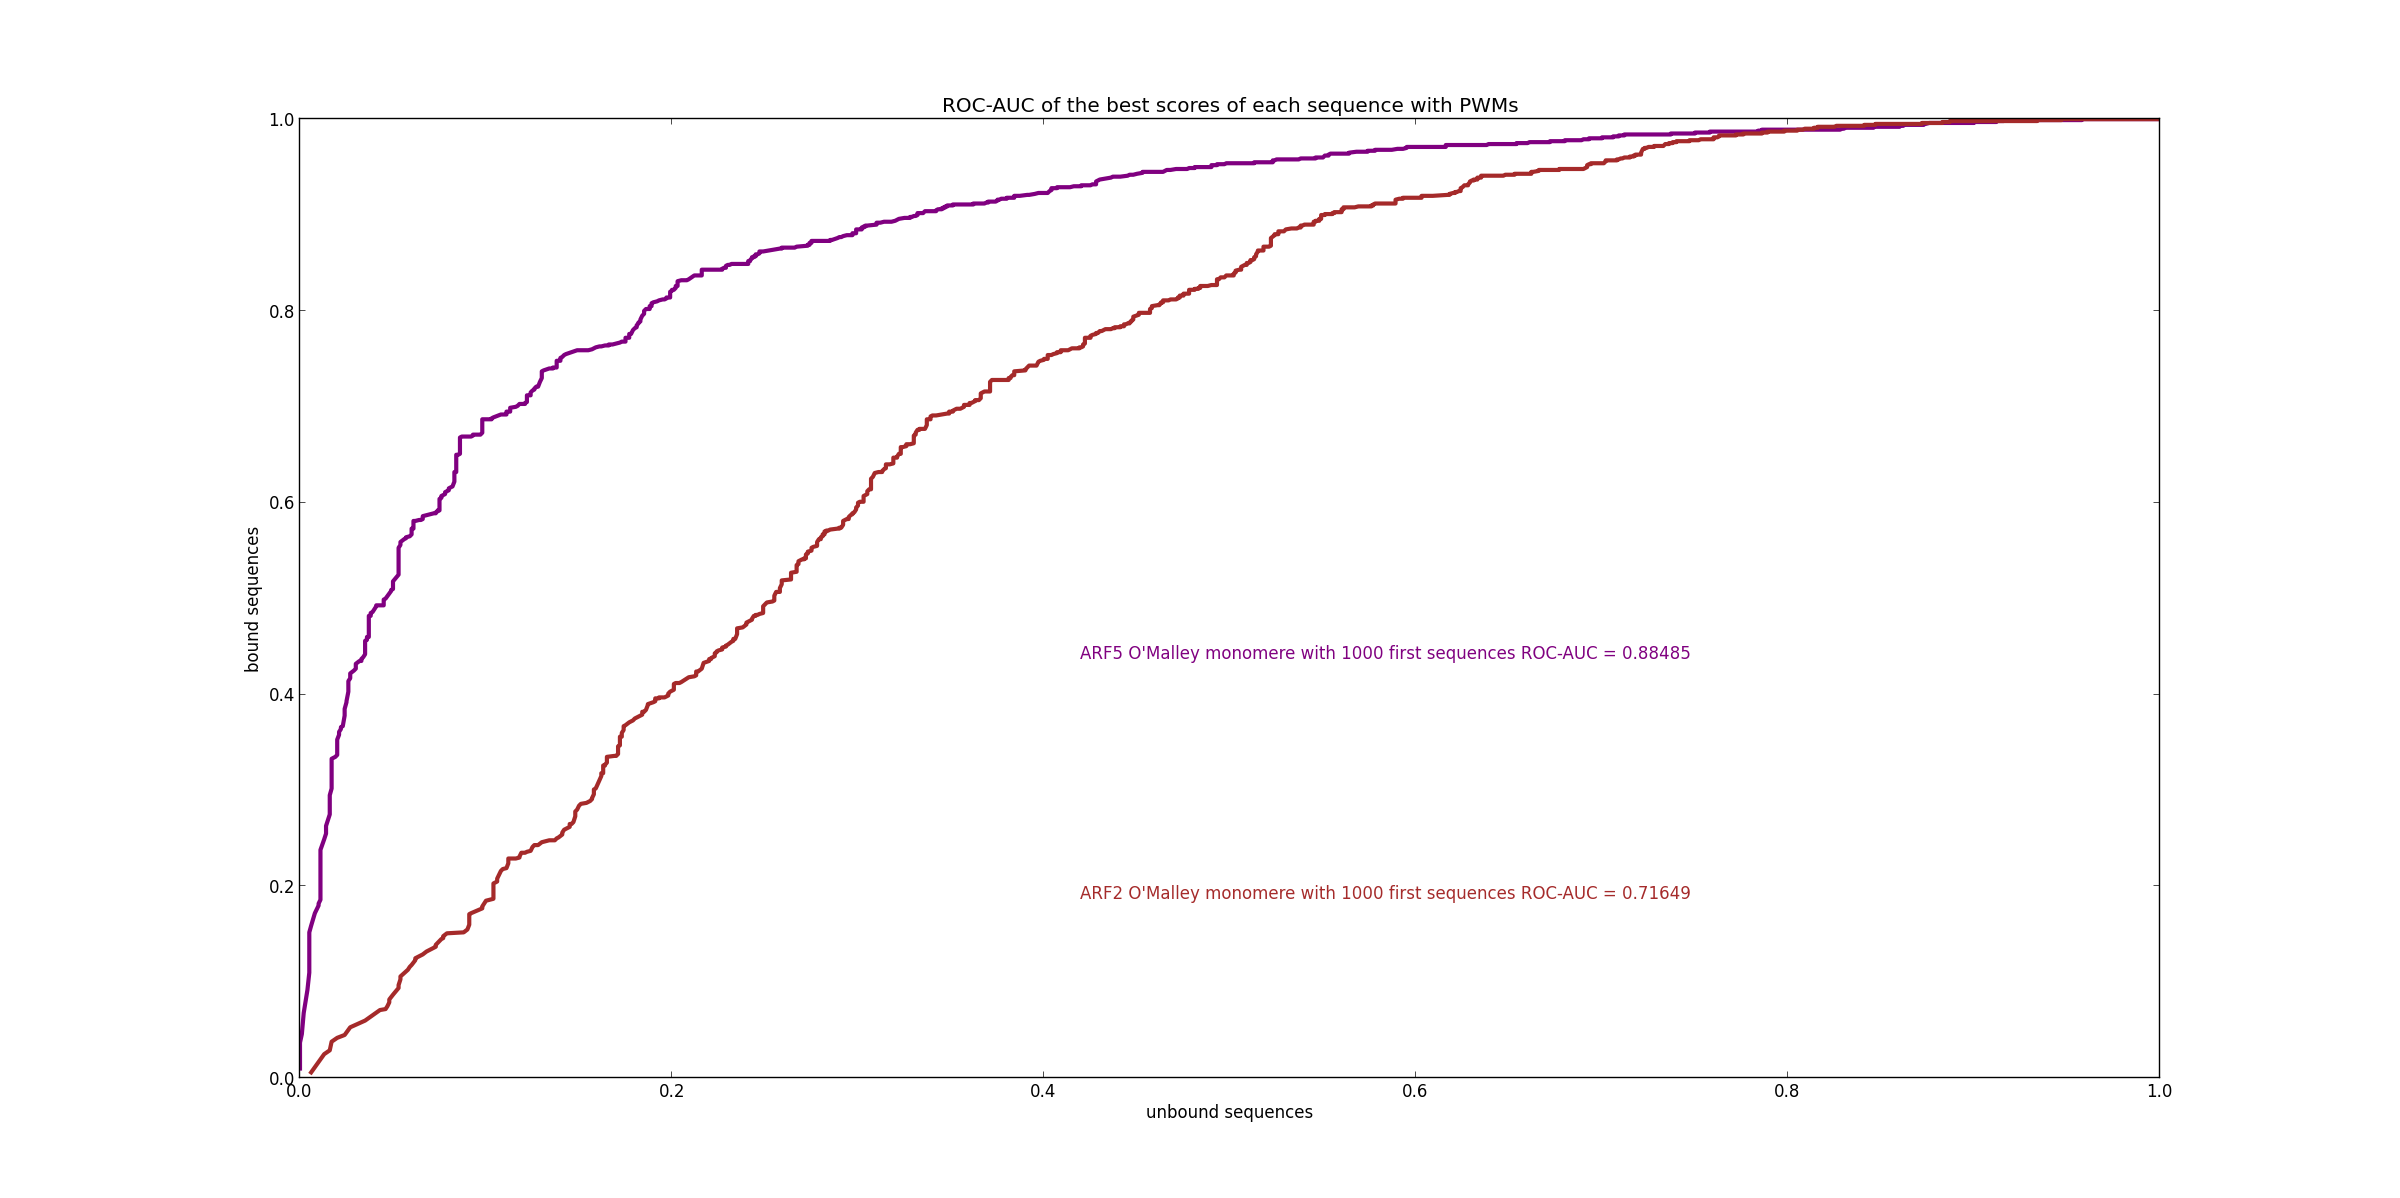 ROC-AUC of the best scores of each sequence with PWMs
1.0
0.8
0.6
0.4
0.2
0.0
bound sequences
ARF5 O'Malley monomere with 1000 first sequences ROC-AUC = 0.88485
ARF2 O'Malley monomere with 1000 first sequences ROC-AUC = 0.71649
0.0 0.2 0.4 0.6 0.8 1.0
unbound sequences